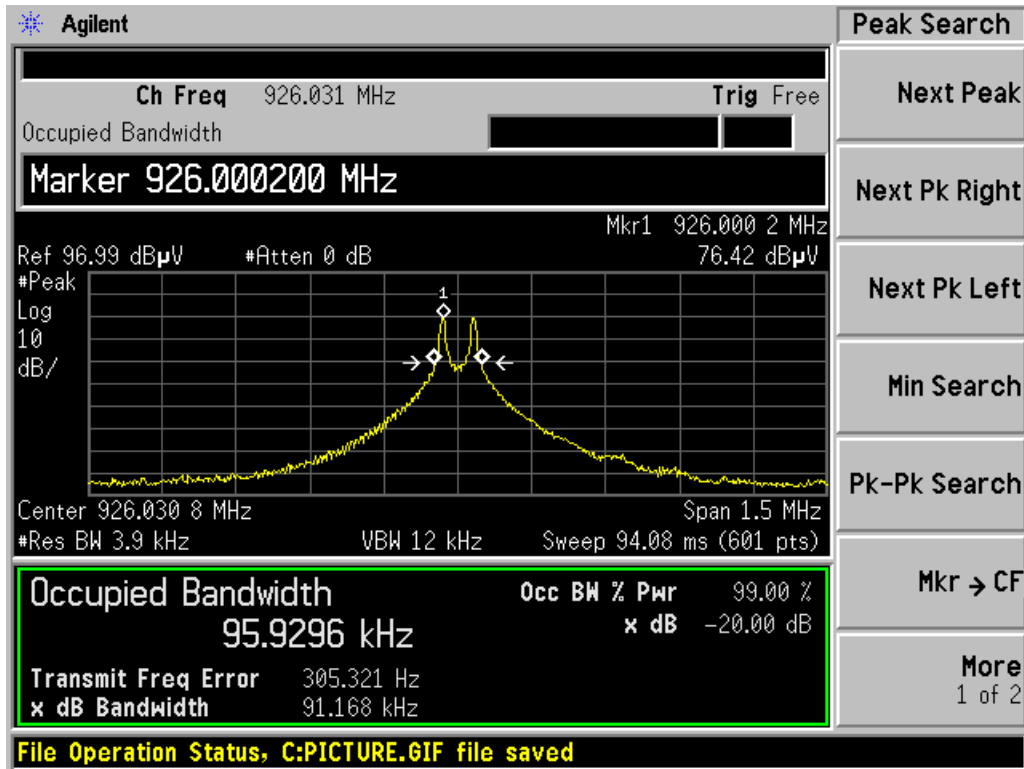 Agilent
Peak Search
Ch Freq 926.031 MHz
Trig Free
Occupied Bandwidth
Marker 926.000200 MHz
Mkr1 926.000 2 MHz
Ref 96.99 dBµV #Atten 0 dB 76.42 dBµV
#Peak
Log
10
dB/
1
Center 926.030 8 MHz Span 1.5 MHz
#Res BW 3.9 kHz VBW 12 kHz Sweep 94.08 ms (601 pts)
Occupied Bandwidth
95.9296 kHz
Occ BW % Pwr 99.00 %
x dB -20.00 dB
Transmit Freq Error 305.321 Hz
x dB Bandwidth 91.168 kHz
File Operation Status, C:PICTURE.GIF file saved
Next Peak
Next Pk Right
Next Pk Left
Min Search
Pk-Pk Search
Mkr → CF
More
1 of 2